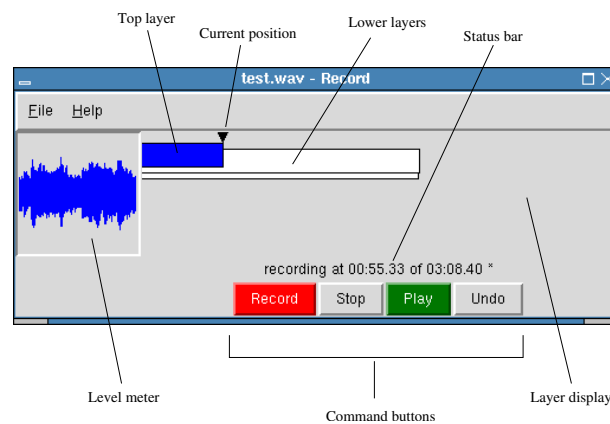 Top layer
Current position
Lower layers
Status bar
test.wav - Record
File Help
recording at 00:55.33 of 03:08.40 *
Record Stop Play Undo
Level meter
Layer display
Command buttons